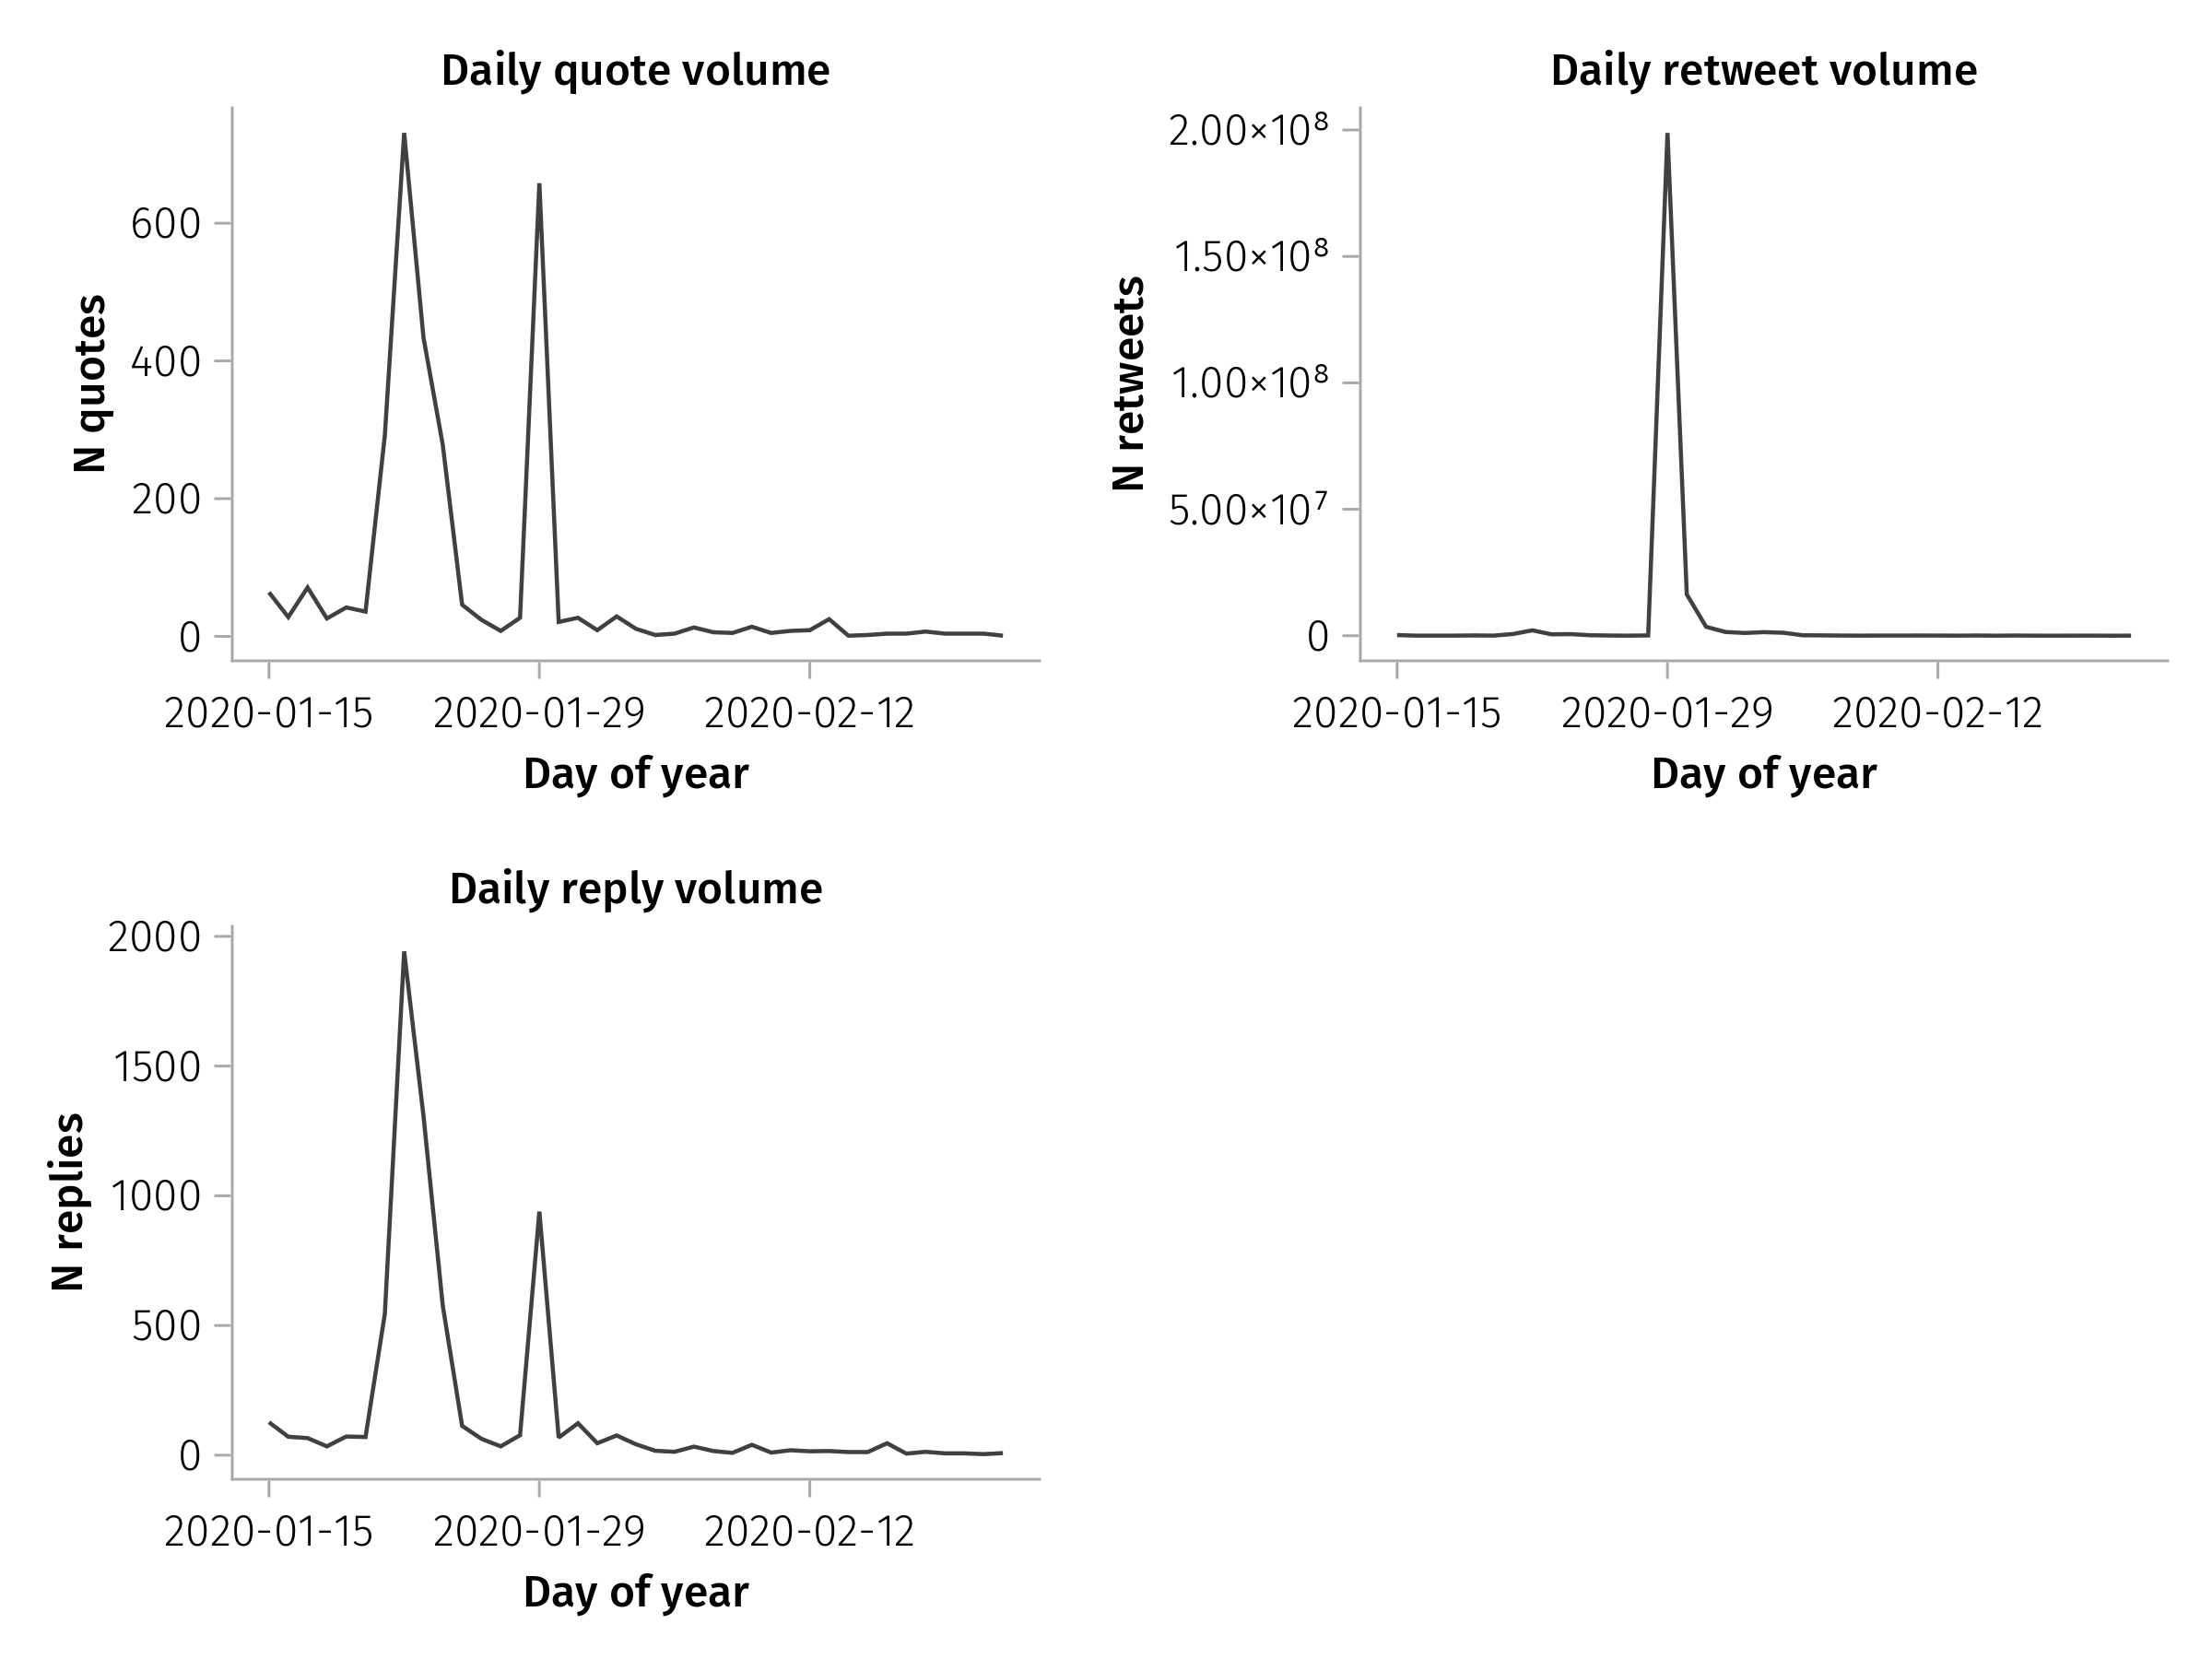 Daily quote volume
N quotes
600
400
200
0
2020-01-15 2020-01-29 2020-02-12
Day of year
Daily retweet volume
N retweets
2.00×10⁸
1.50×10⁸
1.00×10⁸
5.00×10⁷
0
2020-01-15 2020-01-29 2020-02-12
Day of year
Daily reply volume
N replies
2000
1500
1000
500
0
2020-01-15 2020-01-29 2020-02-12
Day of year